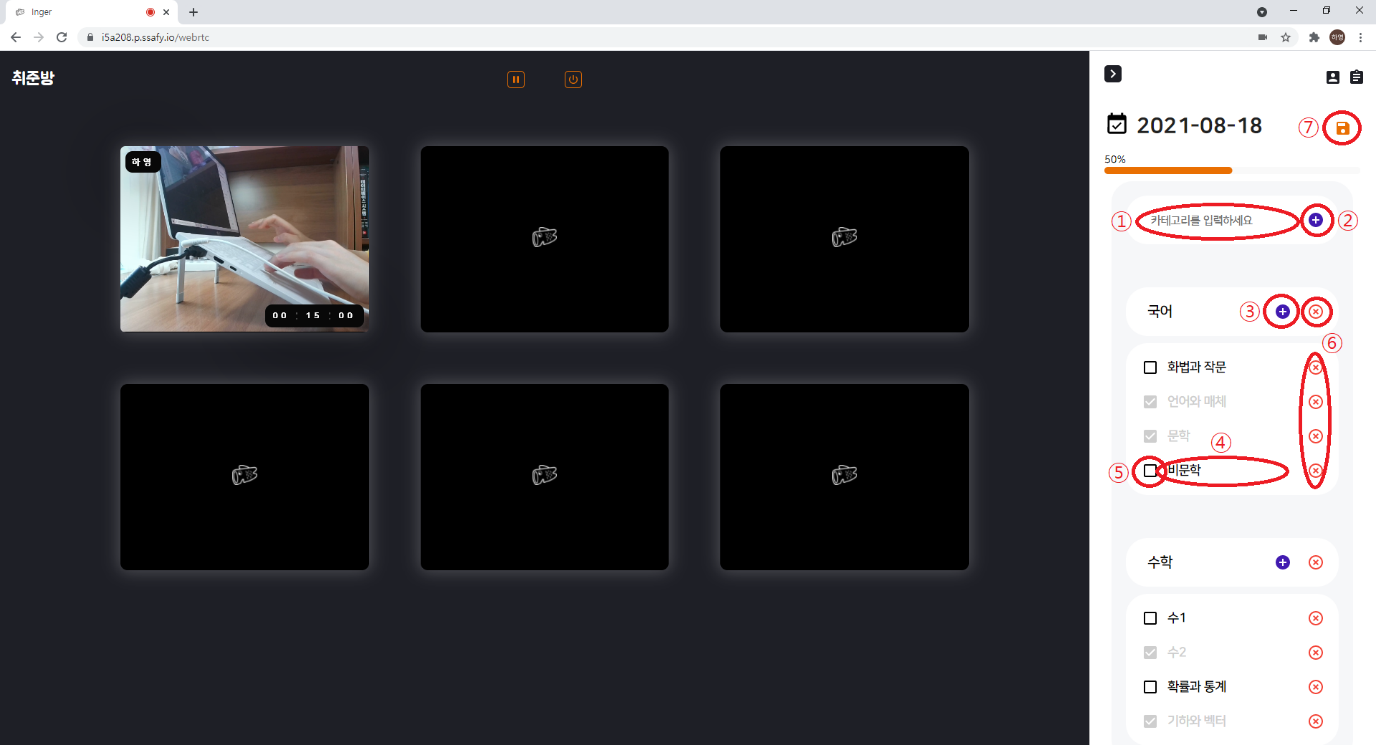 Inger
i5a208.p.ssafy.io/webrtc
하영
취준방
하영
00 : 15 : 00
2021-08-18
⑦
50%
① 카테고리를 입력하세요 ②
국어 ③
⑥
화법과 작문
언어와 매체
문학 ④
⑤ 비문학
수학
수1
수2
확률과 통계
기하와 벡터